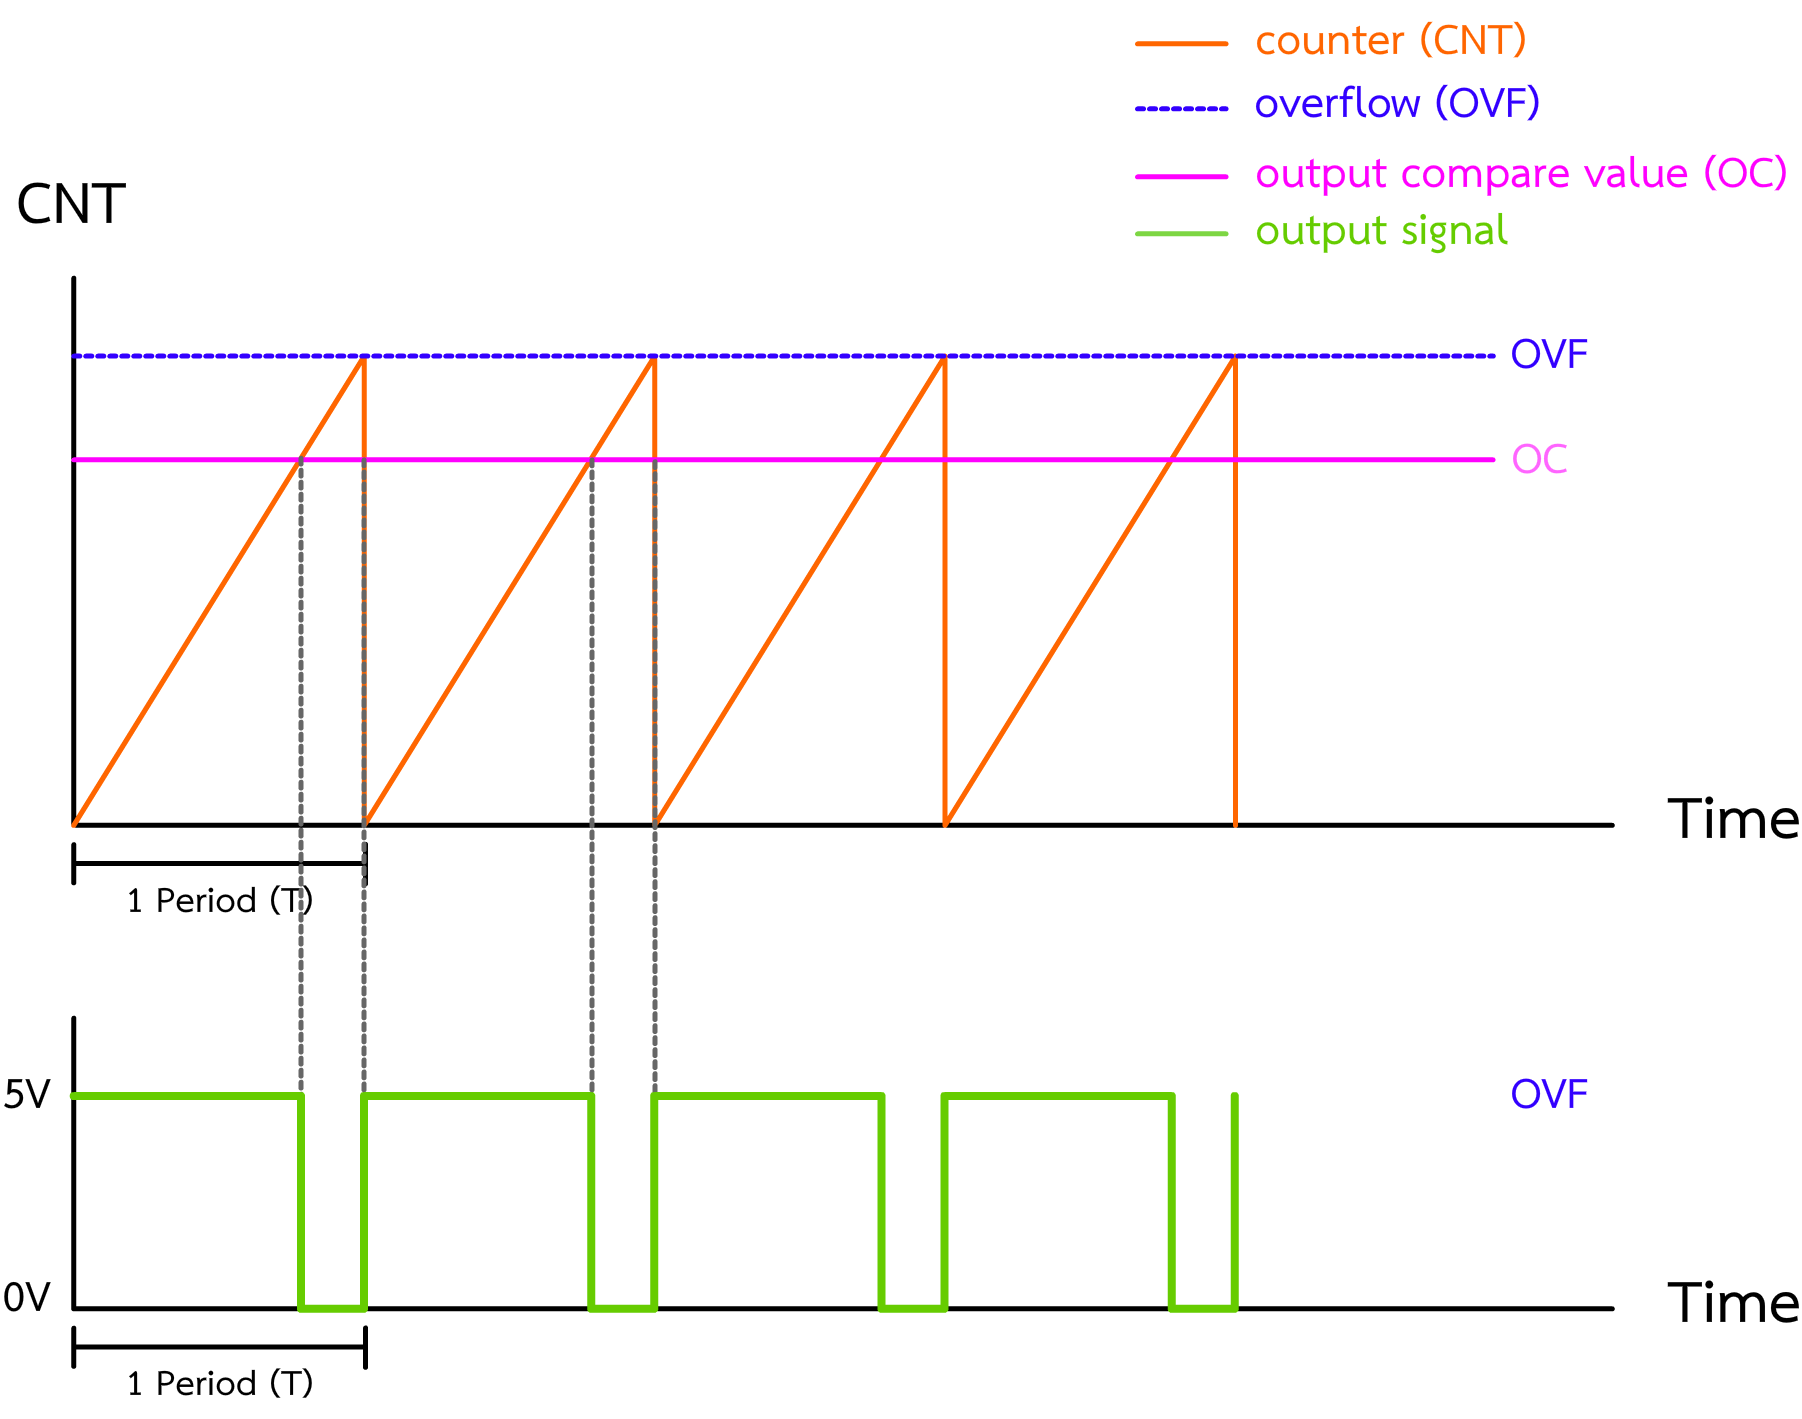 counter (CNT)
overflow (OVF)
output compare value (OC)
output signal
CNT
OVF
OC
Time
1 Period (T)
5V
OVF
0V
Time
1 Period (T)